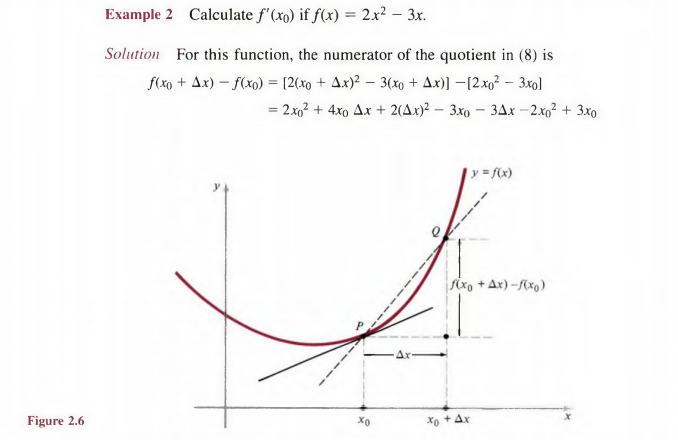 Example 2 Calculate f′(x₀) if f(x) = 2x² − 3x.
Solution For this function, the numerator of the quotient in (8) is
f(x₀ + Δx) − f(x₀) = [2(x₀ + Δx)² − 3(x₀ + Δx)] −[2x₀² − 3x₀]
= 2x₀² + 4x₀ Δx + 2(Δx)² − 3x₀ − 3Δx −2x₀² + 3x₀
y = f(x)
y
Q
f(x₀ + Δx) −f(x₀)
P
Δx
Figure 2.6
x₀
x₀ + Δx
x